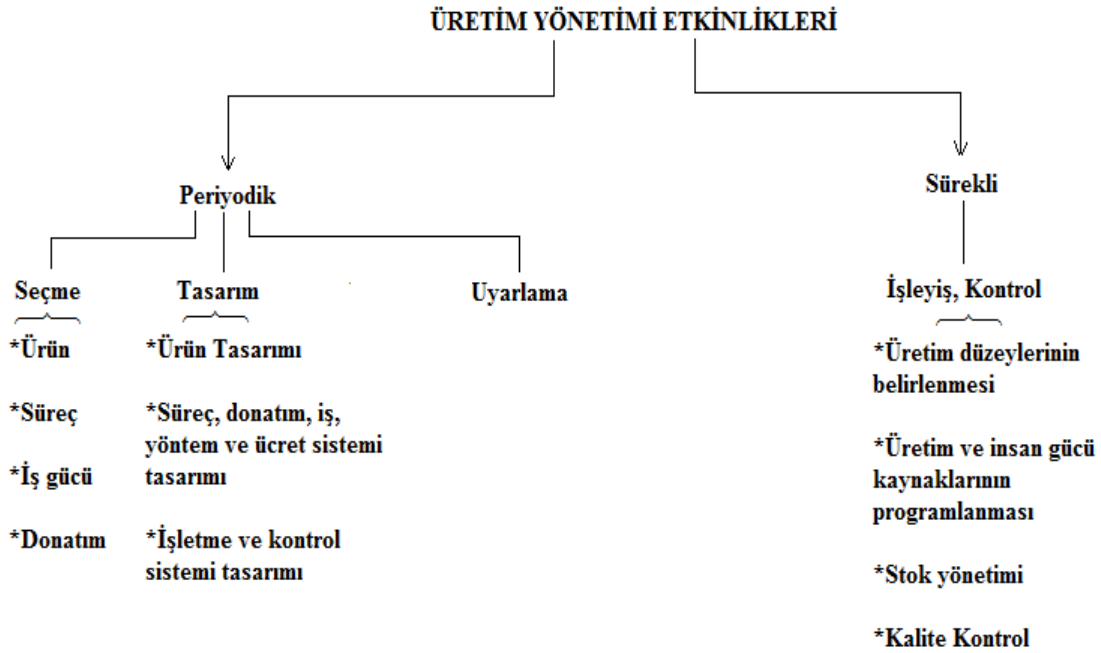 ÜRETİM YÖNETİMİ ETKİNLİKLERİ
Periyodik
Sürekli
Seçme
Tasarım
Uyarlama
İşleyiş, Kontrol
*Ürün
*Süreç
*İş gücü
*Donatım
*Ürün Tasarımı
*Süreç, donatım, iş,
yöntem ve ücret sistemi
tasarımı
*İşletme ve kontrol
sistemi tasarımı
*Üretim düzeylerinin
belirlenmesi
*Üretim ve insan gücü
kaynaklarının
programlanması
*Stok yönetimi
*Kalite Kontrol